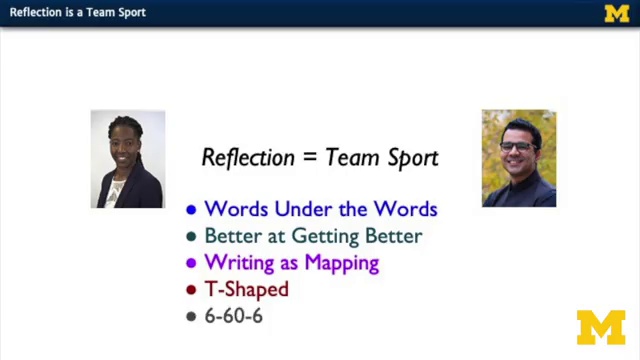 Reflection is a Team Sport
M
Reflection = Team Sport
● Words Under the Words
● Better at Getting Better
● Writing as Mapping
● T-Shaped
● 6-60-6
M